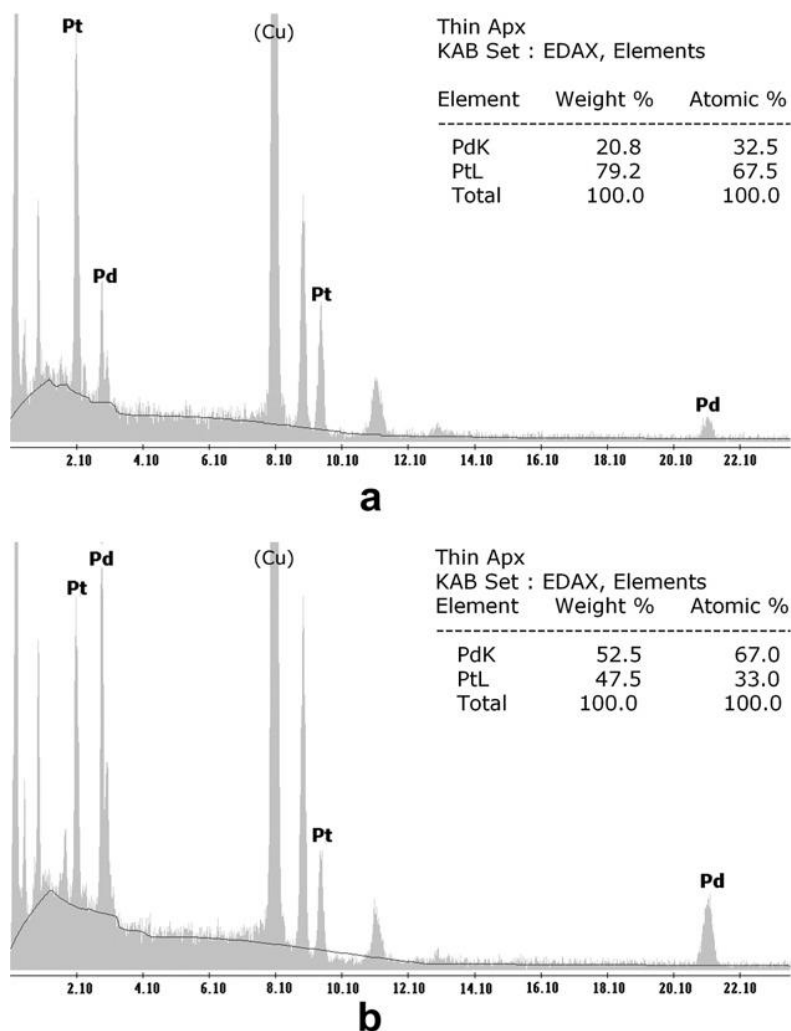 Pt
(Cu)
Thin Apx
KAB Set : EDAX, Elements
Element Weight % Atomic %
PdK 20.8 32.5
PtL 79.2 67.5
Total 100.0 100.0
Pd
Pt
Pd
2.10 4.10 6.10 8.10 10.10 12.10 14.10 16.10 18.10 20.10 22.10
a
Pd
Pt
(Cu)
Thin Apx
KAB Set : EDAX, Elements
Element Weight % Atomic %
PdK 52.5 67.0
PtL 47.5 33.0
Total 100.0 100.0
Pt
Pd
2.10 4.10 6.10 8.10 10.10 12.10 14.10 16.10 18.10 20.10 22.10
b